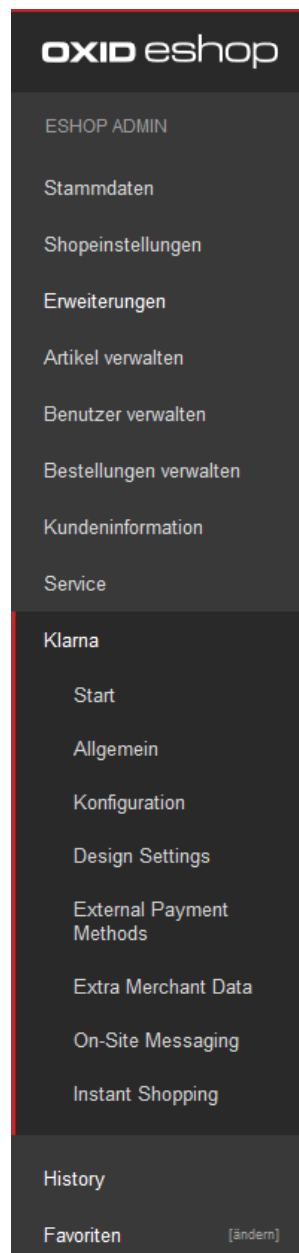 OXID eshop
ESHOP ADMIN
Stammdaten
Shopeinstellungen
Erweiterungen
Artikel verwalten
Benutzer verwalten
Bestellungen verwalten
Kundeninformation
Service
Klarna
Start
Allgemein
Konfiguration
Design Settings
External Payment
Methods
Extra Merchant Data
On-Site Messaging
Instant Shopping
History
Favoriten [ändern]